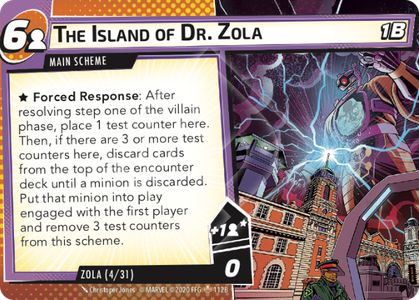 6
THE ISLAND OF DR. ZOLA
1B
MAIN SCHEME
★ Forced Response: After
resolving step one of the villain
phase, place 1 test counter here.
Then, if there are 3 or more test
counters here, discard cards
from the top of the encounter
deck until a minion is discarded.
Put that minion into play
engaged with the first player
and remove 3 test counters
from this scheme.
+1 ★
0
ZOLA (4/31)
Christopher Jones © MARVEL ©2020 FFG 112B